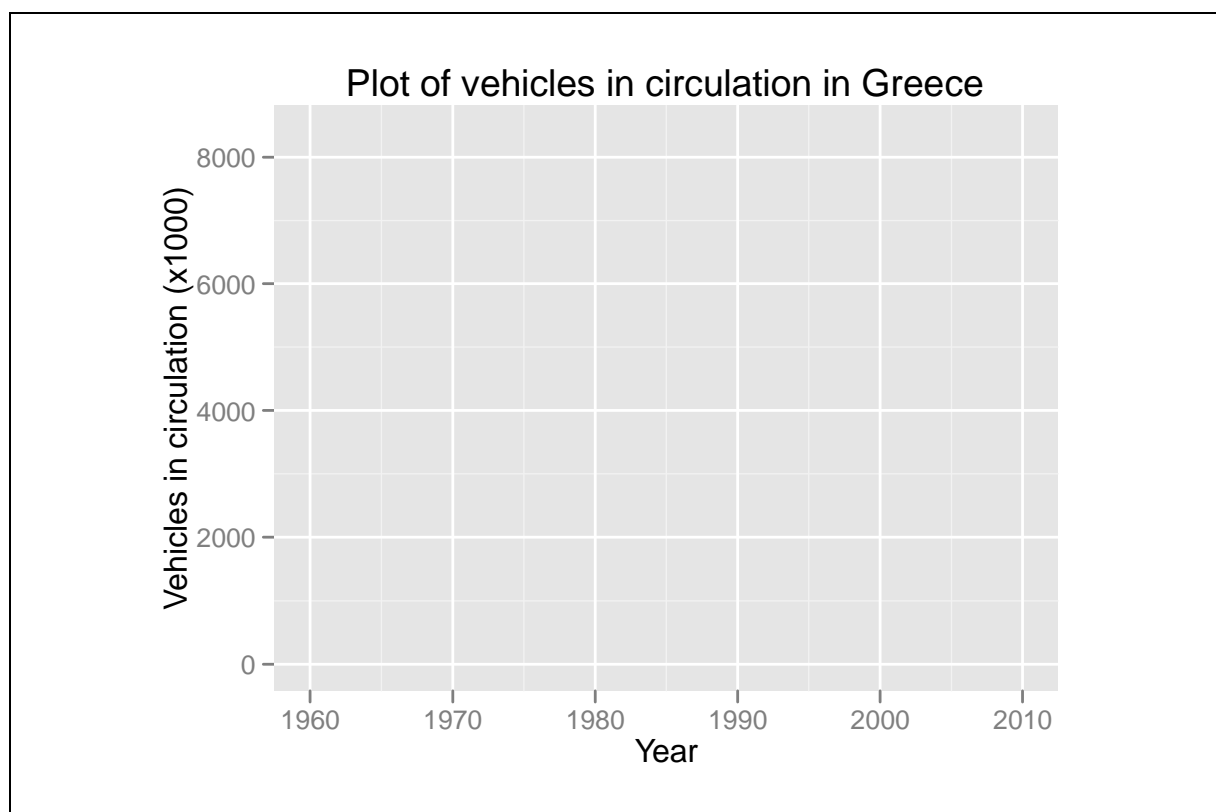 Plot of vehicles in circulation in Greece
Vehicles in circulation (x1000)
8000
6000
4000
2000
0
1960 1970 1980 1990 2000 2010
Year